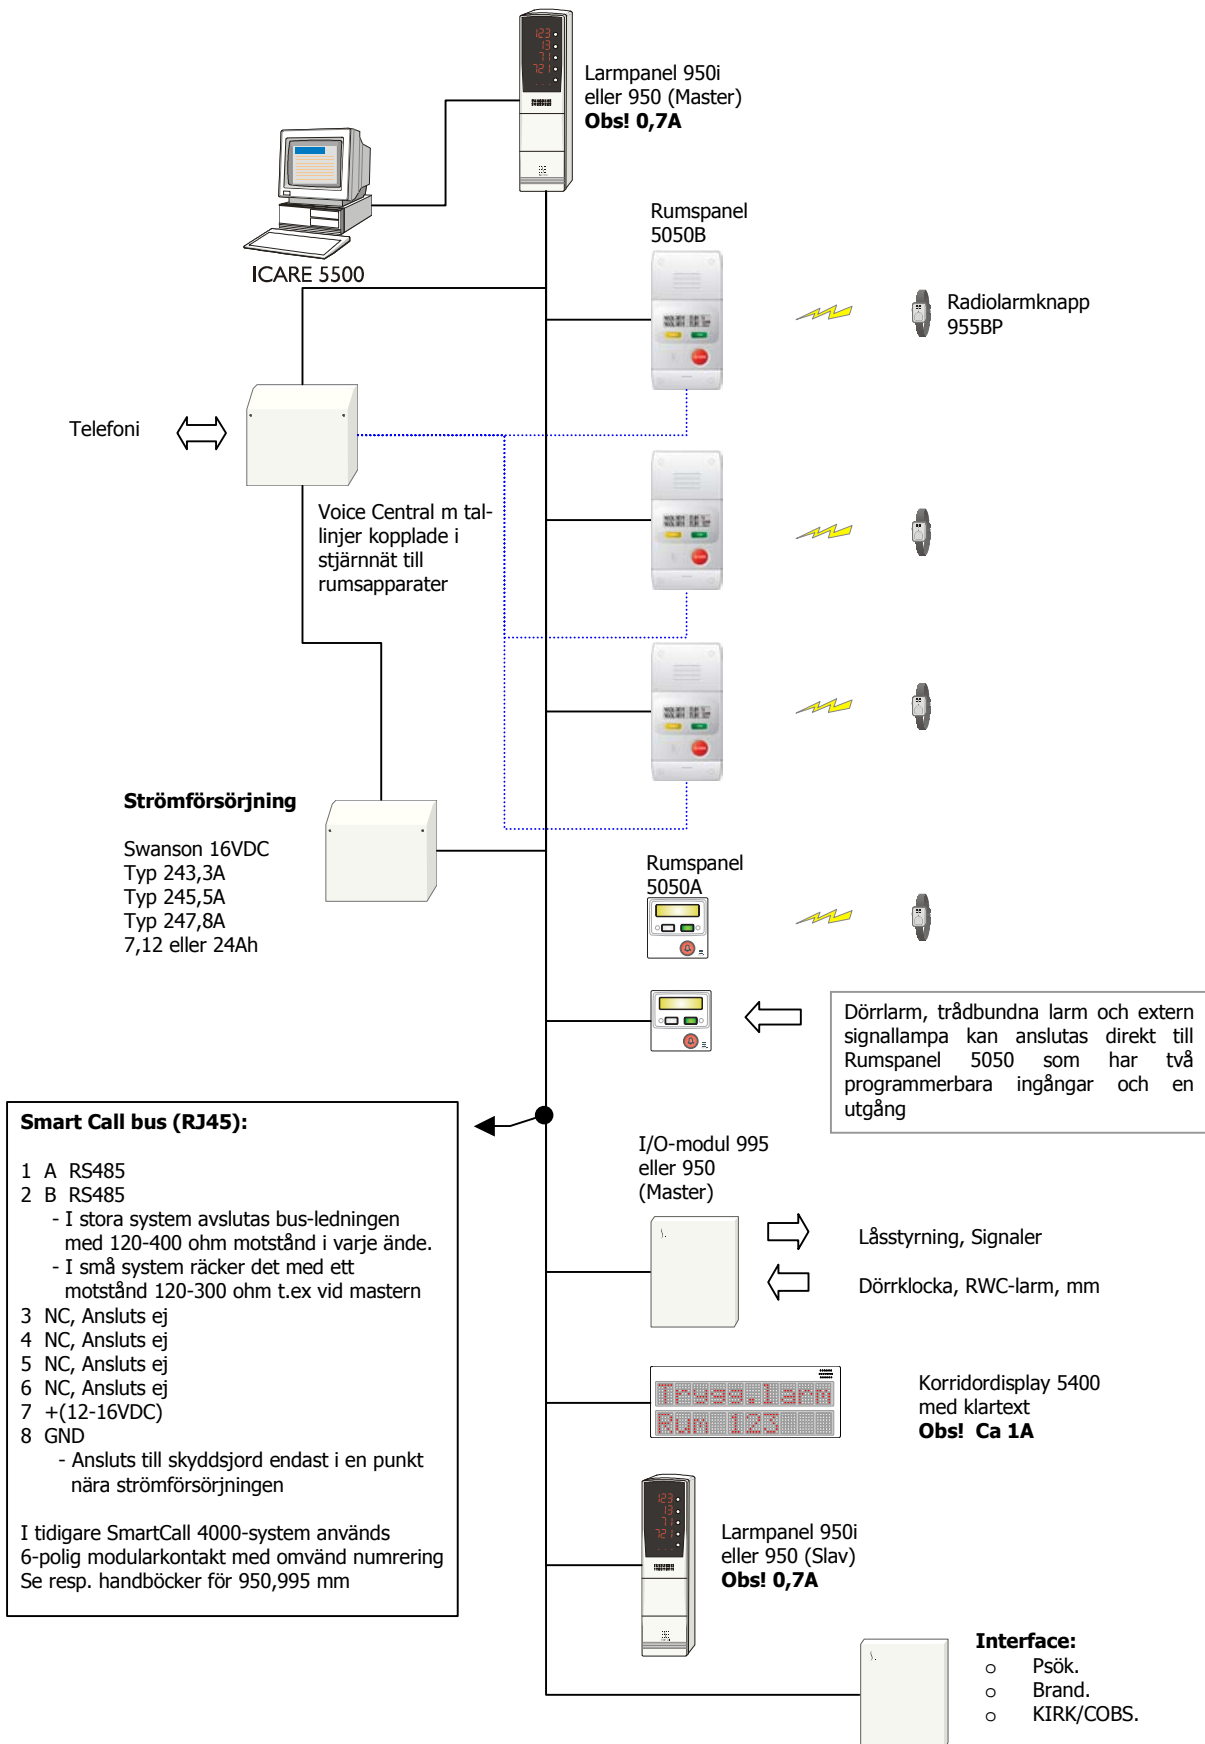 Larmpanel 950i
eller 950 (Master)
Obs! 0,7A
ICARE 5500
Rumspanel
5050B
Radiolarmknapp
955BP
Telefoni
Voice Central m tal-
linjer kopplade i
stjärnnät till
rumsapparater
Strömförsörjning
Swanson 16VDC
Typ 243,3A
Typ 245,5A
Typ 247,8A
7,12 eller 24Ah
Rumspanel
5050A
Dörrlarm, trådbundna larm och extern
signallampa kan anslutas direkt till
Rumspanel 5050 som har två
programmerbara ingångar och en
utgång
Smart Call bus (RJ45):
1 A RS485
2 B RS485
- I stora system avslutas bus-ledningen
med 120-400 ohm motstånd i varje ände.
- I små system räcker det med ett
motstånd 120-300 ohm t.ex vid mastern
3 NC, Ansluts ej
4 NC, Ansluts ej
5 NC, Ansluts ej
6 NC, Ansluts ej
7 +(12-16VDC)
8 GND
- Ansluts till skyddsjord endast i en punkt
nära strömförsörjningen
I tidigare SmartCall 4000-system används
6-polig modularkontakt med omvänd numrering
Se resp. handböcker för 950,995 mm
I/O-modul 995
eller 950
(Master)
Låsstyrning, Signaler
Dörrklocka, RWC-larm, mm
Trygg.larm
Rum 123
Korridordisplay 5400
med klartext
Obs! Ca 1A
123
13
71
721
Larmpanel 950i
eller 950 (Slav)
Obs! 0,7A
Interface:
o Psök.
o Brand.
o KIRK/COBS.